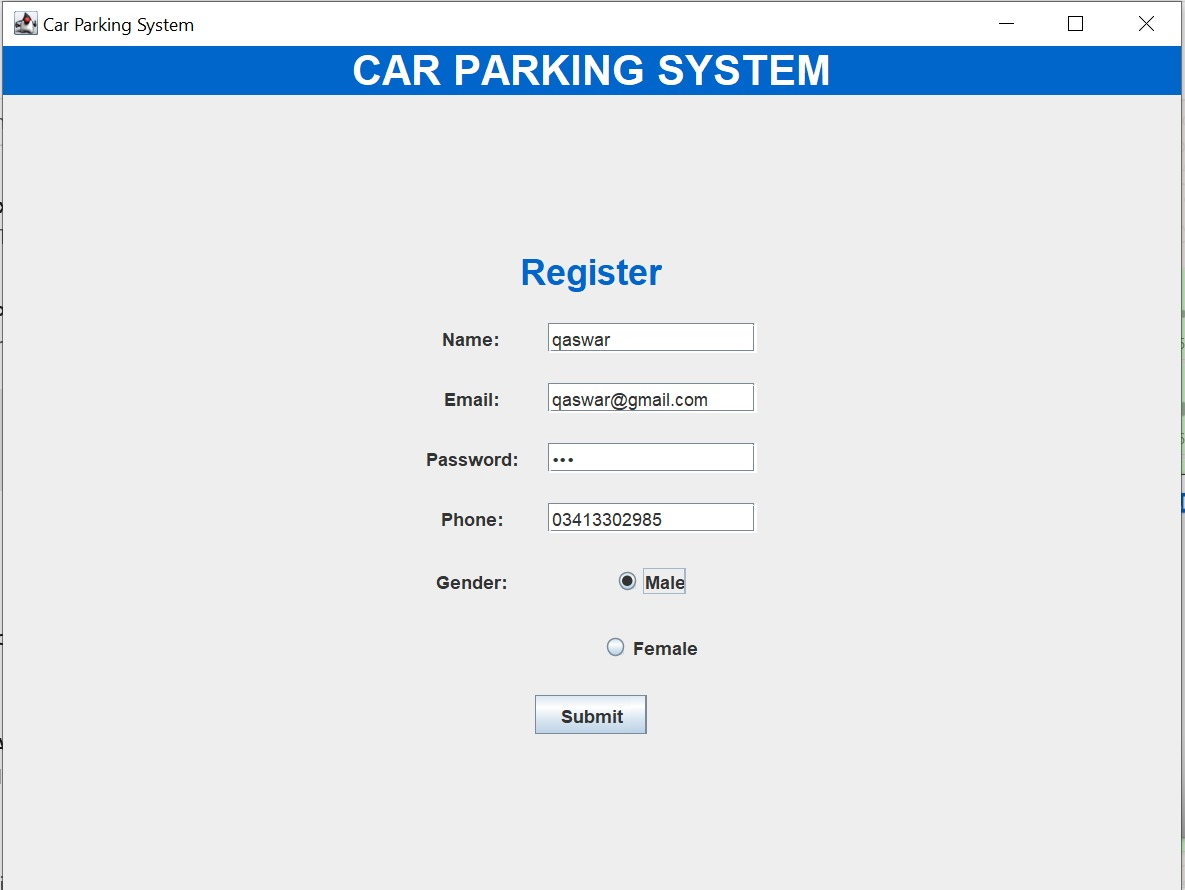 Car Parking System
CAR PARKING SYSTEM
Register
Name: qaswar
Email: qaswar@gmail.com
Password: •••
Phone: 03413302985
Gender: Male
Female
Submit